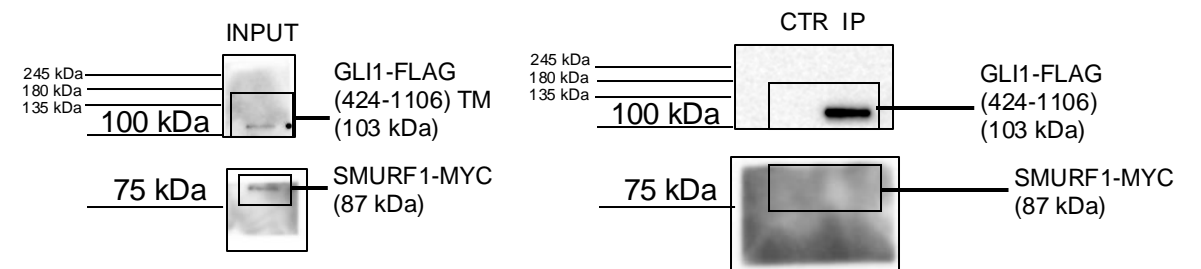 INPUT
245 kDa
180 kDa
135 kDa
100 kDa
GLI1-FLAG
(424-1106) TM
(103 kDa)
75 kDa
SMURF1-MYC
(87 kDa)
CTR IP
245 kDa
180 kDa
135 kDa
100 kDa
GLI1-FLAG
(424-1106)
(103 kDa)
75 kDa
SMURF1-MYC
(87 kDa)